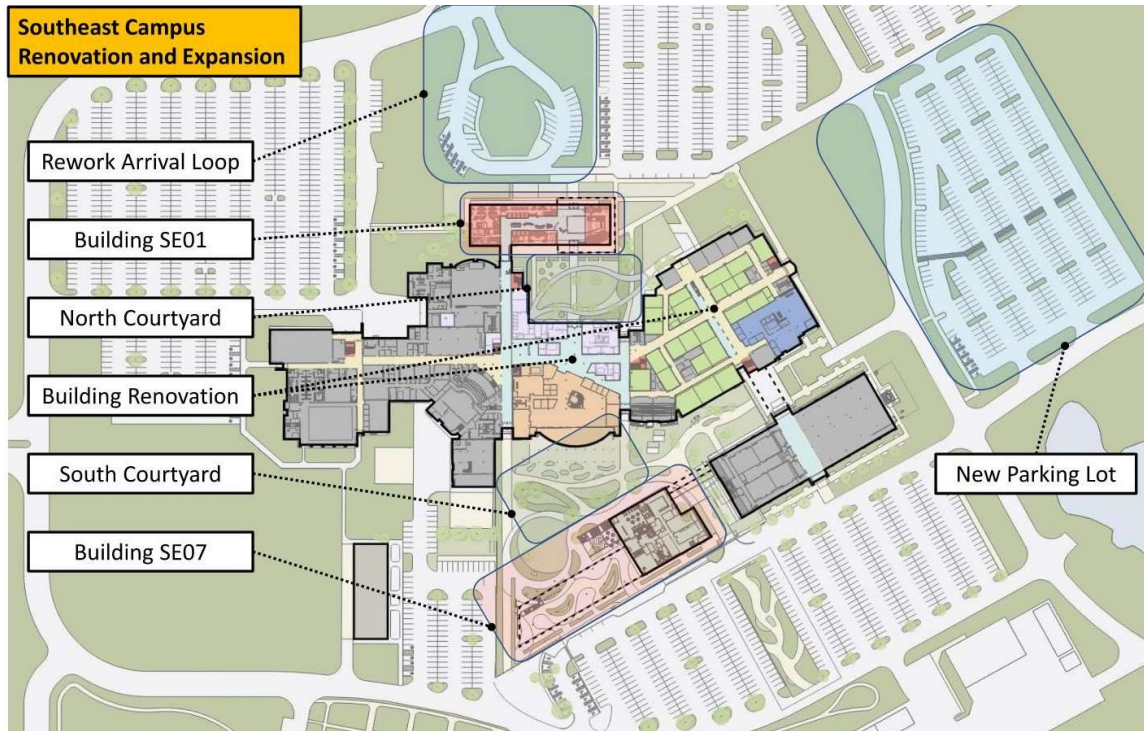 Southeast Campus
Renovation and Expansion
Rework Arrival Loop
Building SE01
North Courtyard
Building Renovation
South Courtyard
Building SE07
New Parking Lot